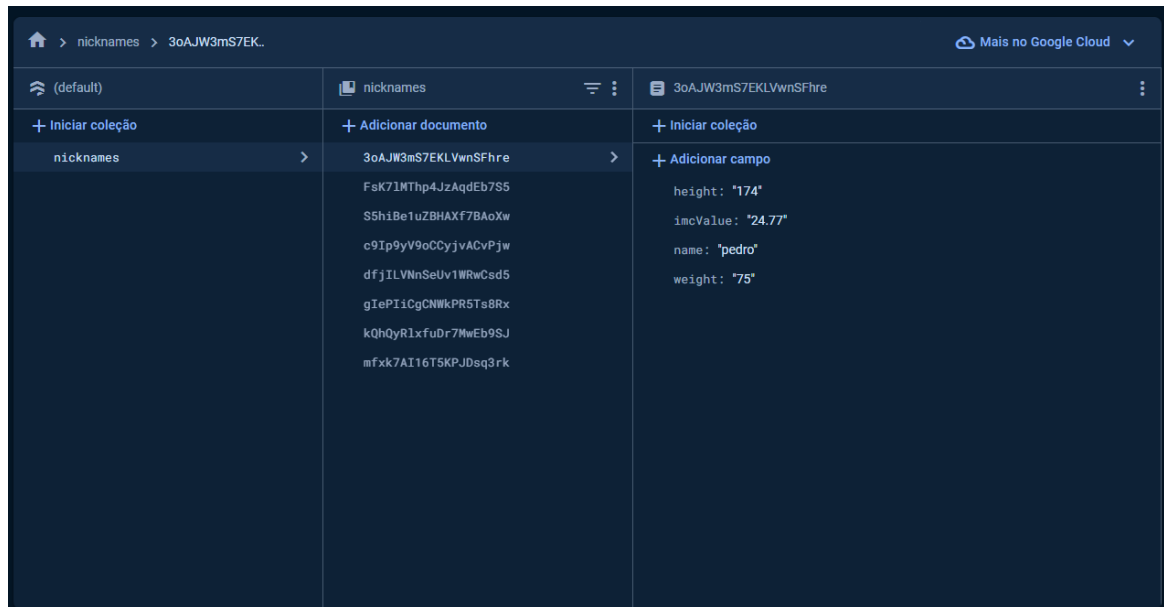 nicknames > 3oAJW3mS7EK..
Mais no Google Cloud
(default)
nicknames
3oAJW3mS7EKLVwnSFhre
+ Iniciar coleção
+ Adicionar documento
+ Iniciar coleção
nicknames
3oAJW3mS7EKLVwnSFhre
FsK7lMThp4JzAqdEb7S5
S5hiBe1uZBHAXf7BAoXw
c9Ip9yV9oCCyjvACvPjw
dfjILVNnSeUv1WRwCsd5
gIePIiCgCNWkPR5Ts8Rx
kQhQyRlxfuDr7MwEb9SJ
mfxk7AI16T5KPJDsq3rk
+ Adicionar campo
height: "174"
imcValue: "24.77"
name: "pedro"
weight: "75"